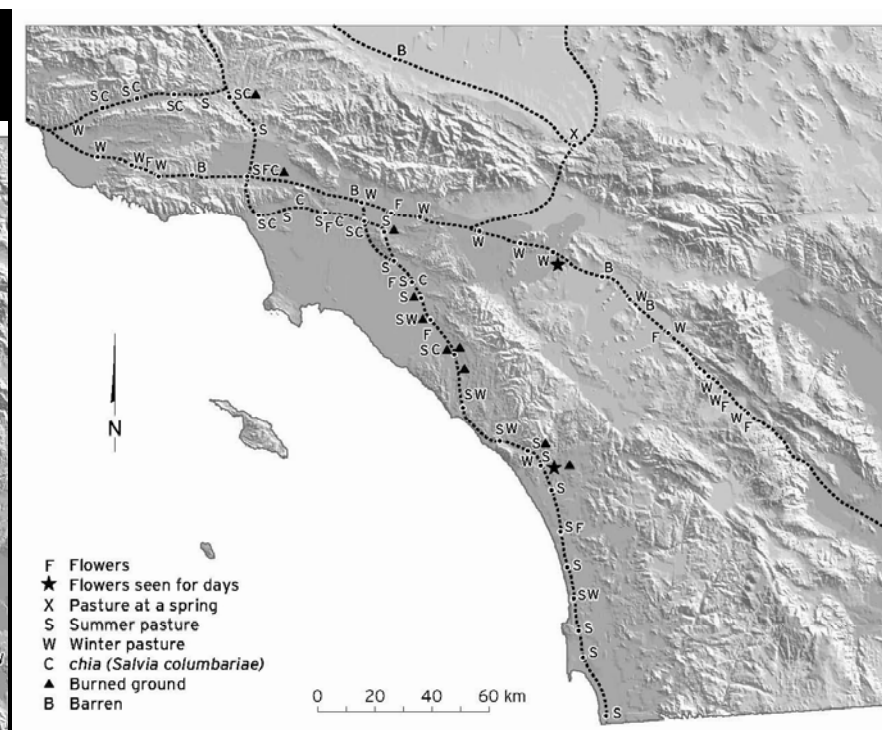 B
S C
S C
S C
S
S C
W
S
X
W
W
F
W
B
S F C
B
W
F
W
S C
S
C
S
F
C
S C
S
W
W
W
B
S
F
S
C
S
W
B
S W
F
F
W
S C
W
W
F
W
F
S W
S W
S
S
W
S
S F
S
S W
S
S
S
N
F Flowers
★ Flowers seen for days
X Pasture at a spring
S Summer pasture
W Winter pasture
C chia (Salvia columbariae)
▲ Burned ground
B Barren
0 20 40 60 km